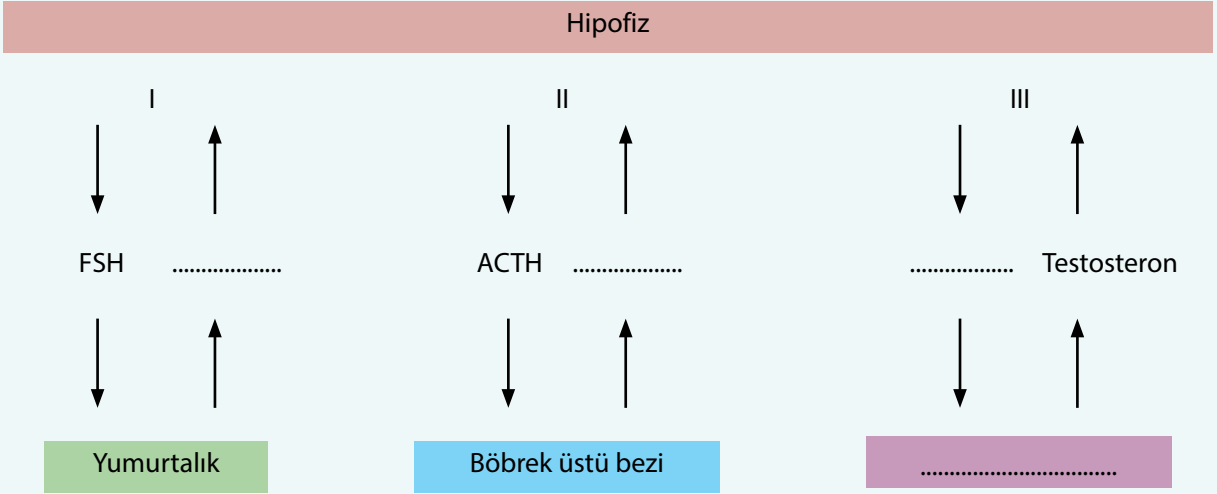 Hipofiz
I II III
FSH ................... ACTH ................... .................. Testosteron
Yumurtalık Böbrek üstü bezi ..................................